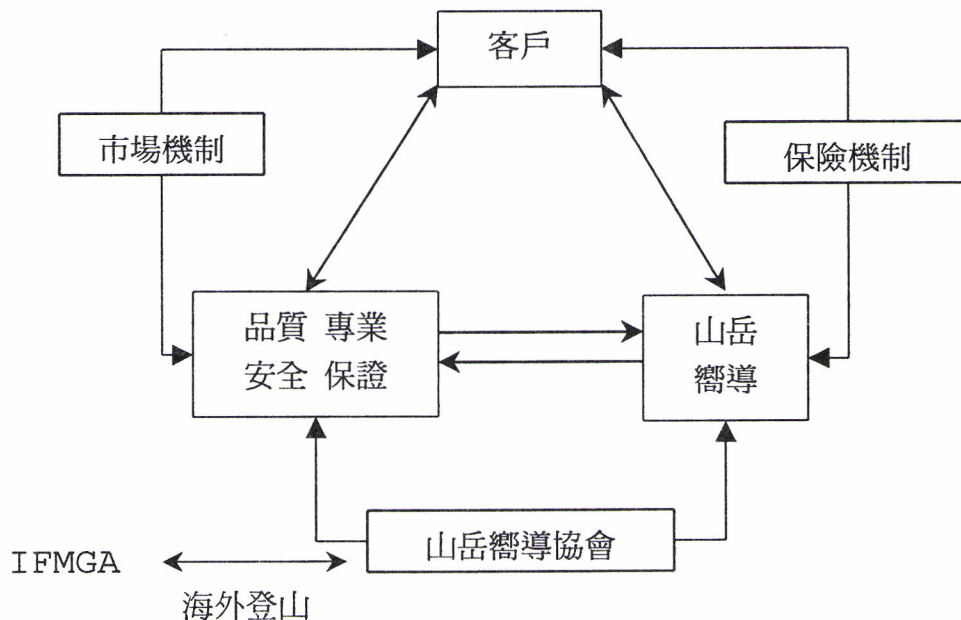 客戶
市場機制
保險機制
品質 專業
安全 保證
山岳
嚮導
山岳嚮導協會
IFMGA
海外登山